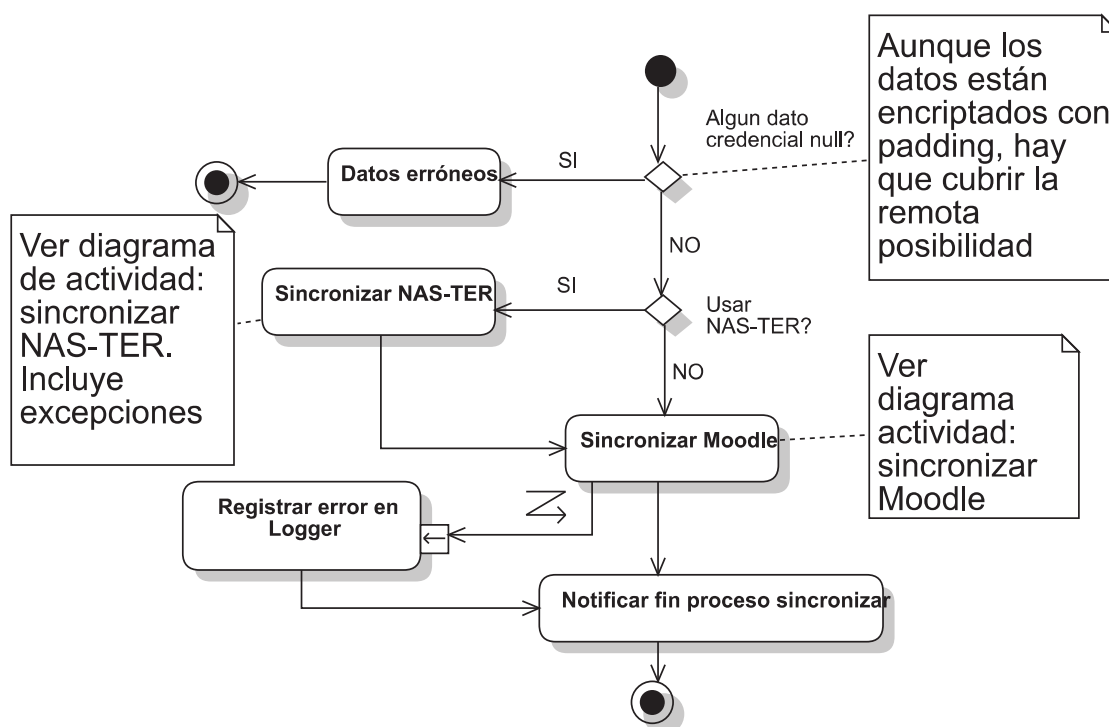 Aunque los
datos están
encriptados con
padding, hay
que cubrir la
remota
posibilidad
Algun dato
credencial null?
SI
Datos erróneos
NO
Ver diagrama
de actividad:
sincronizar
NAS-TER.
Incluye
excepciones
Sincronizar NAS-TER
SI
Usar
NAS-TER?
NO
Ver
diagrama
actividad:
sincronizar
Moodle
Sincronizar Moodle
Registrar error en
Logger
Notificar fin proceso sincronizar